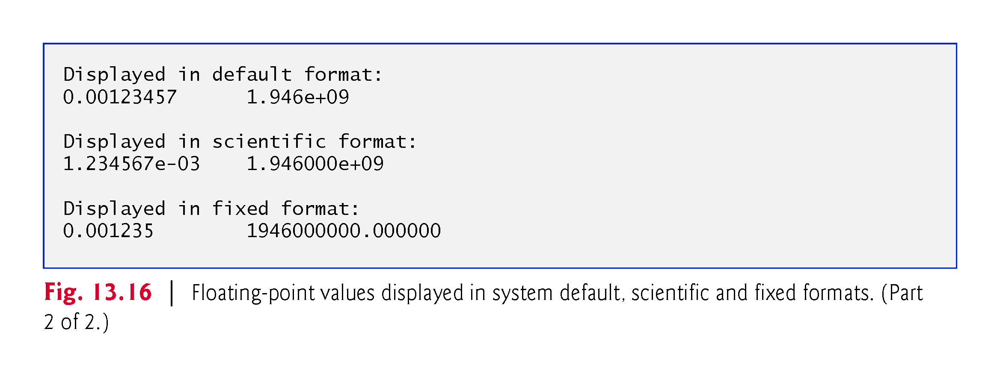 Displayed in default format:
0.00123457      1.946e+09
Displayed in scientific format:
1.234567e-03    1.946000e+09
Displayed in fixed format:
0.001235        1946000000.000000
Fig. 13.16 | Floating-point values displayed in system default, scientific and fixed formats. (Part
2 of 2.)